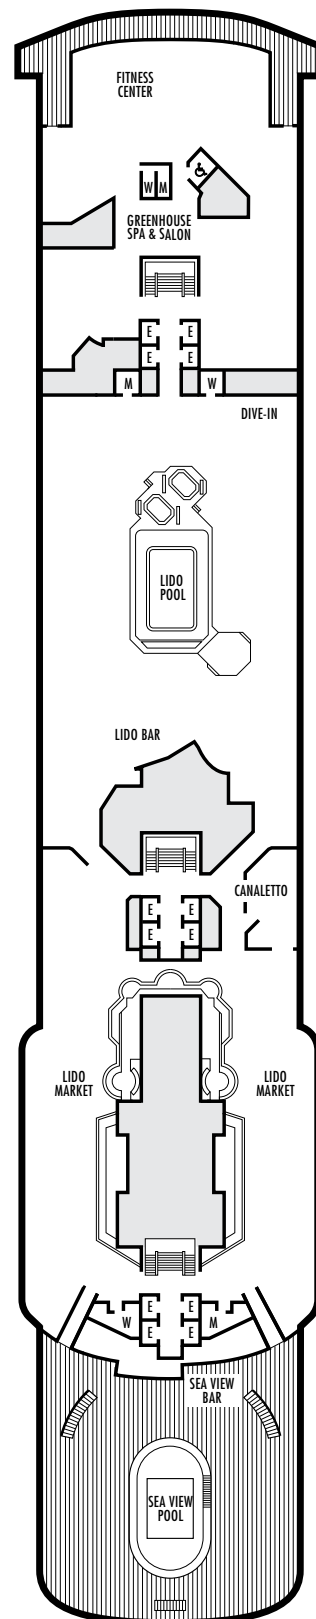 FITNESS
CENTER
W M
GREENHOUSE
SPA & SALON
E E
E E
M W
DIVE-IN
LIDO
POOL
LIDO BAR
CANALETTO
E E
E E
LIDO
MARKET
LIDO
MARKET
E E
W M
E E
SEA VIEW
BAR
SEA VIEW
POOL